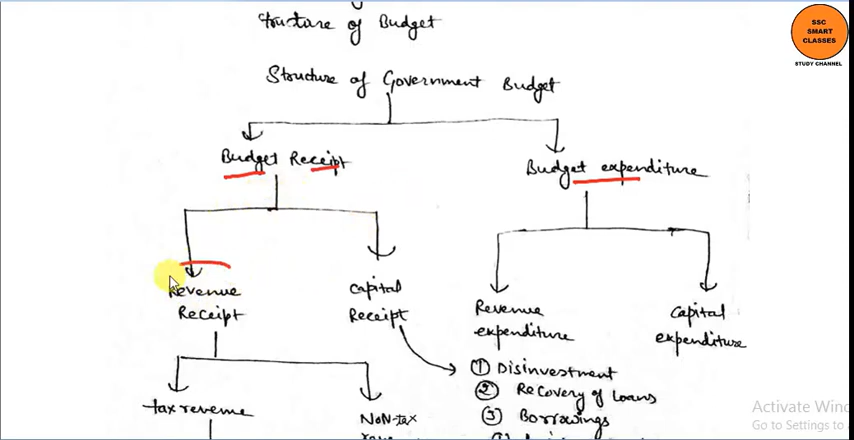 Structure of Budget
SSC
SMART
CLASSES
STUDY CHANNEL
Structure of Government Budget
Budget Receipt
Budget expenditure
Revenue
Receipt
Capital
Receipt
Revenue
expenditure
Capital
expenditure
① Disinvestment
② Recovery of Loans
③ Borrowings
tax revenue
NON-tax
Activate Win
Go to Settings to